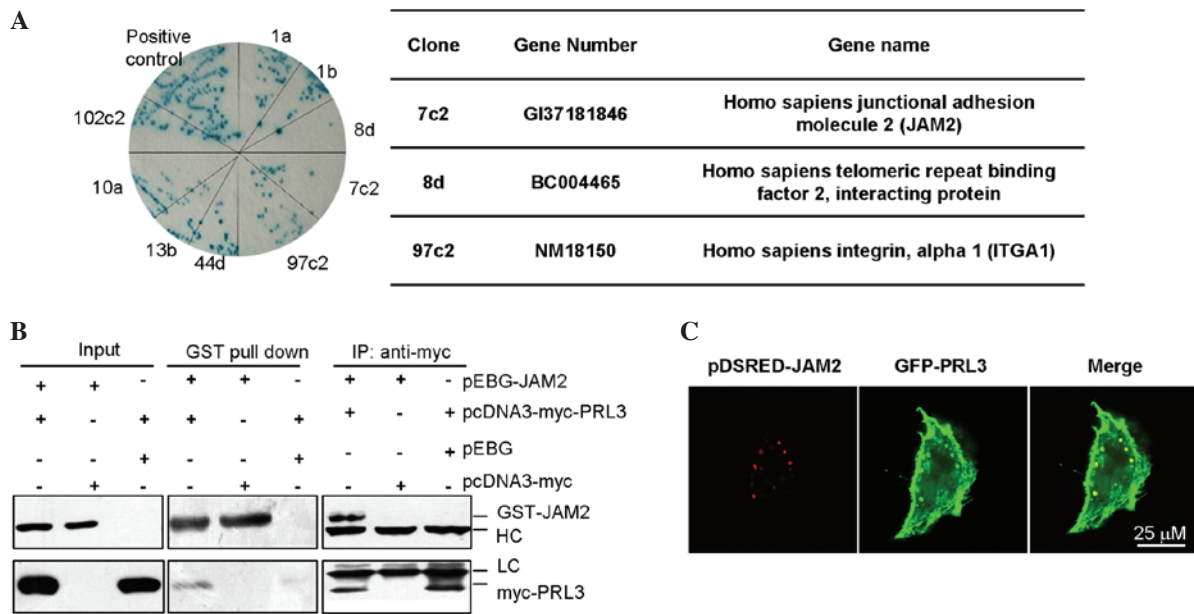 A
Positive control
1a
1b
8d
7c2
97c2
44d
13b
10a
102c2
Clone Gene Number Gene name
7c2 GI37181846 Homo sapiens junctional adhesion
molecule 2 (JAM2)
8d BC004465 Homo sapiens telomeric repeat binding
factor 2, interacting protein
97c2 NM18150 Homo sapiens integrin, alpha 1 (ITGA1)
B
Input GST pull down IP: anti-myc
+ + - + + - + + - pEBG-JAM2
+ - + + - + + - + pcDNA3-myc-PRL3
- - + - - + - - + pEBG
- + - - + - - + - pcDNA3-myc
GST-JAM2
HC
LC
myc-PRL3
C
pDSRED-JAM2 GFP-PRL3 Merge
25 µM